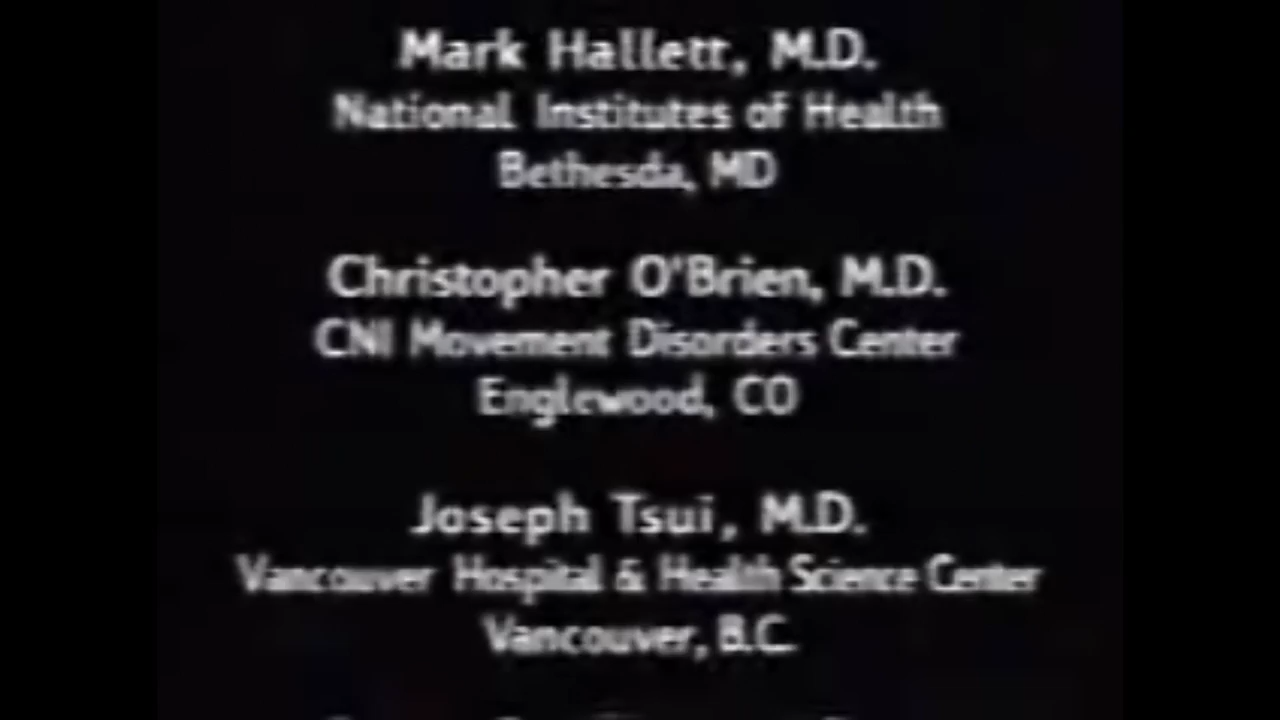 Mark Hallett, M.D.
National Institutes of Health
Bethesda, MD
Christopher O'Brien, M.D.
CNI Movement Disorders Center
Englewood, CO
Joseph Tsui, M.D.
Vancouver Hospital & Health Science Center
Vancouver, B.C.